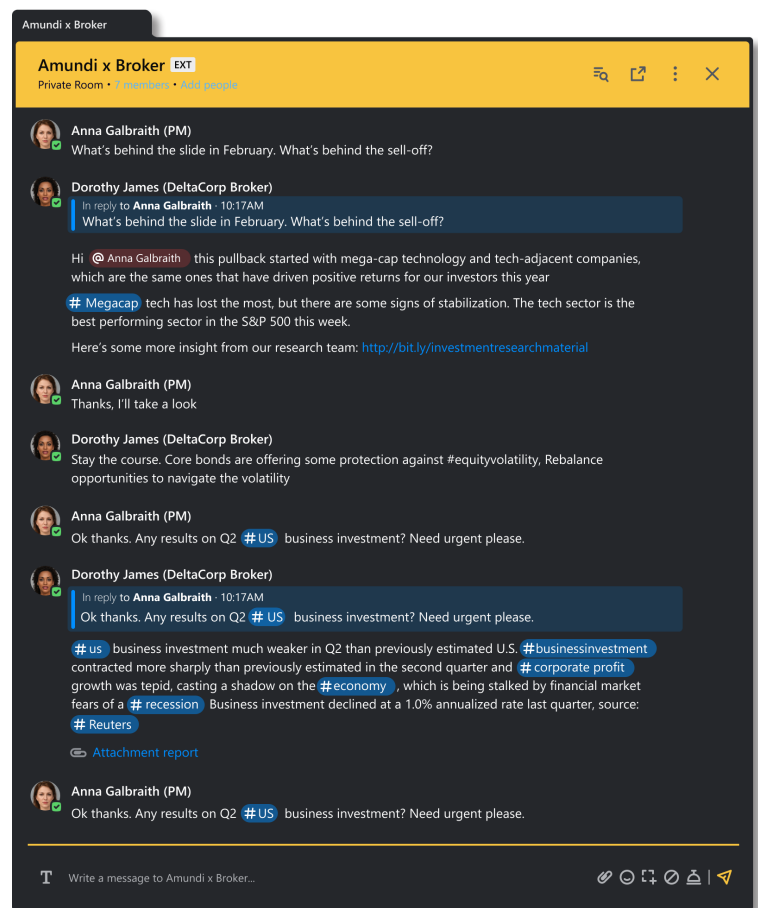 Amundi x Broker
Amundi x Broker EXT
Private Room • 7 members • Add people
Anna Galbraith (PM)
What's behind the slide in February. What's behind the sell-off?
Dorothy James (DeltaCorp Broker)
In reply to Anna Galbraith · 10:17AM
What's behind the slide in February. What's behind the sell-off?
Hi @ Anna Galbraith this pullback started with mega-cap technology and tech-adjacent companies,
which are the same ones that have driven positive returns for our investors this year
# Megacap tech has lost the most, but there are some signs of stabilization. The tech sector is the
best performing sector in the S&P 500 this week.
Here's some more insight from our research team: http://bit.ly/investmentresearchmaterial
Anna Galbraith (PM)
Thanks, I'll take a look
Dorothy James (DeltaCorp Broker)
Stay the course. Core bonds are offering some protection against #equityvolatility, Rebalance
opportunities to navigate the volatility
Anna Galbraith (PM)
Ok thanks. Any results on Q2 #US business investment? Need urgent please.
Dorothy James (DeltaCorp Broker)
In reply to Anna Galbraith · 10:17AM
Ok thanks. Any results on Q2 # US business investment? Need urgent please.
# us business investment much weaker in Q2 than previously estimated U.S. #businessinvestment
contracted more sharply than previously estimated in the second quarter and # corporate profit
growth was tepid, casting a shadow on the #economy , which is being stalked by financial market
fears of a # recession Business investment declined at a 1.0% annualized rate last quarter, source:
# Reuters
Attachment report
Anna Galbraith (PM)
Ok thanks. Any results on Q2 #US business investment? Need urgent please.
T Write a message to Amundi x Broker...